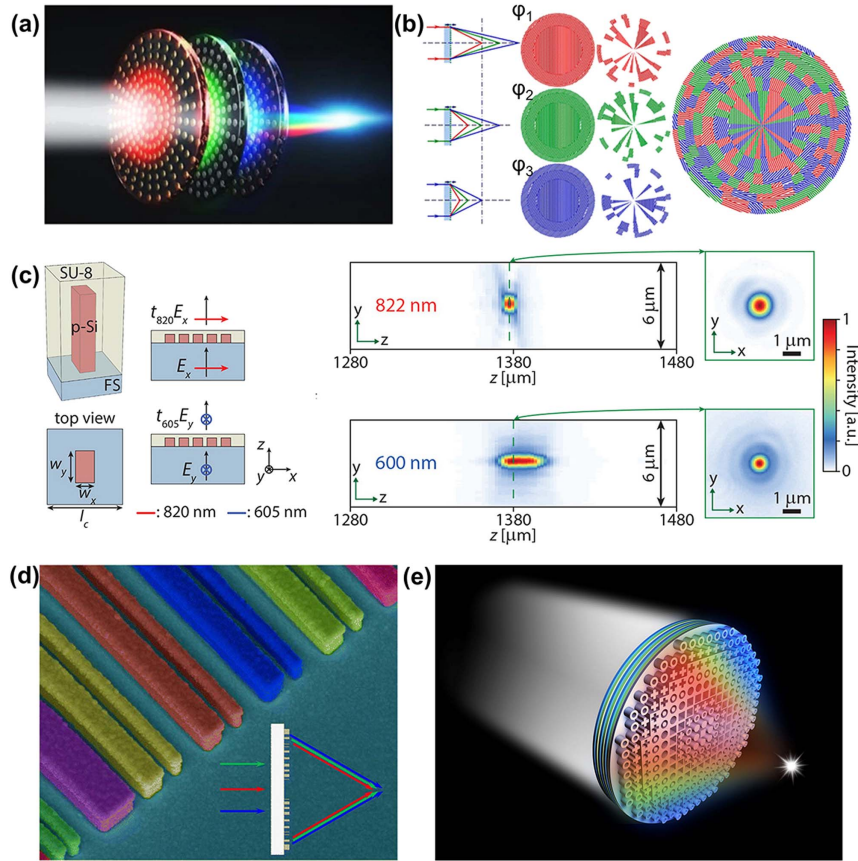 (a)
(b)
φ1
φ2
φ3
(c)
SU-8
p-Si
FS
t820Ex
Ex
top view
wy
wx
lc
t605Ey
Ey
z
y
x
—: 820 nm —: 605 nm
822 nm
y
z
6 μm
1280 1380 1480
z [μm]
y
x
1 μm
600 nm
y
z
6 μm
1280 1380 1480
z [μm]
y
x
1 μm
1
Intensity [a.u.]
0
(d)
(e)